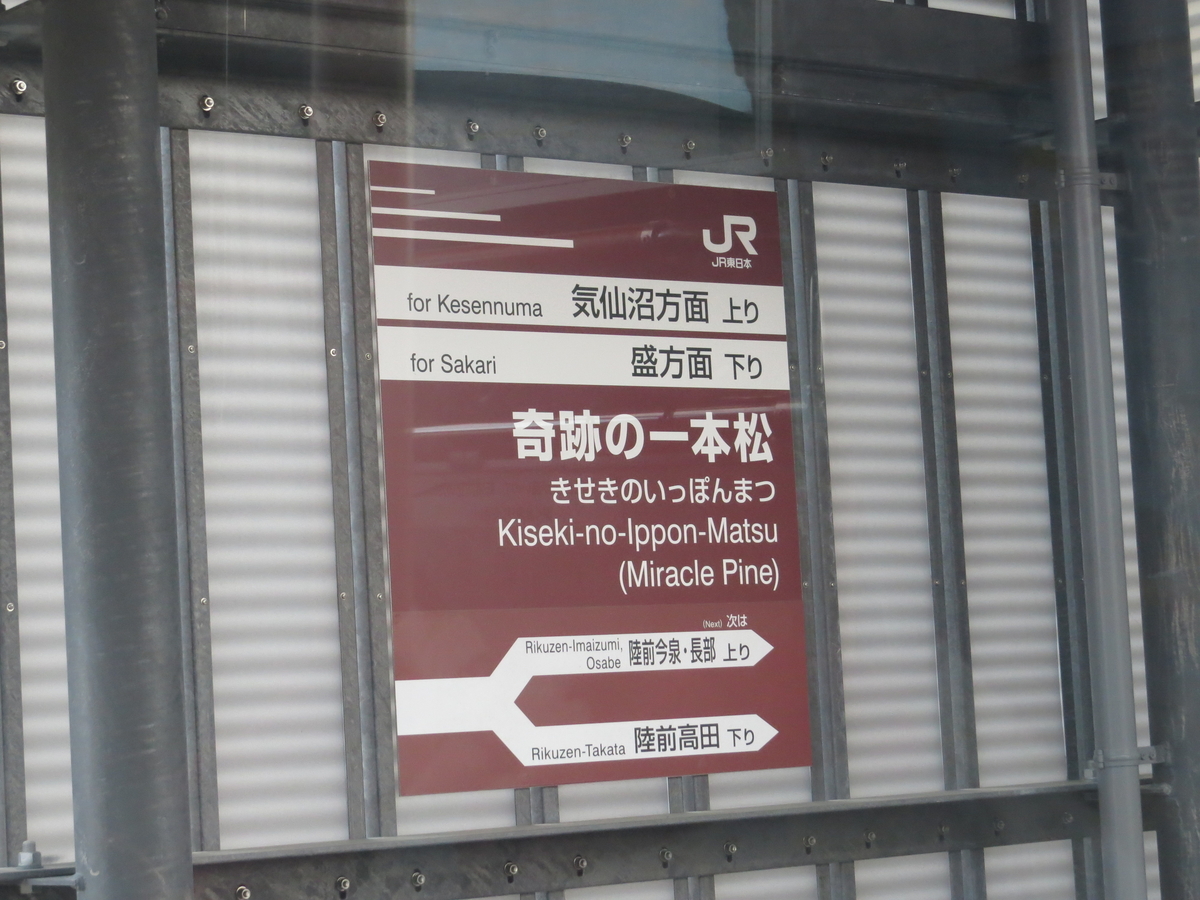 JR
JR東日本
for Kesennuma 気仙沼方面 上り
for Sakari 盛方面 下り
奇跡の一本松
きせきのいっぽんまつ
Kiseki-no-Ippon-Matsu
(Miracle Pine)
(Next) 次は
Rikuzen-Imaizumi,
Osabe 陸前今泉・長部 上り
Rikuzen-Takata 陸前高田 下り